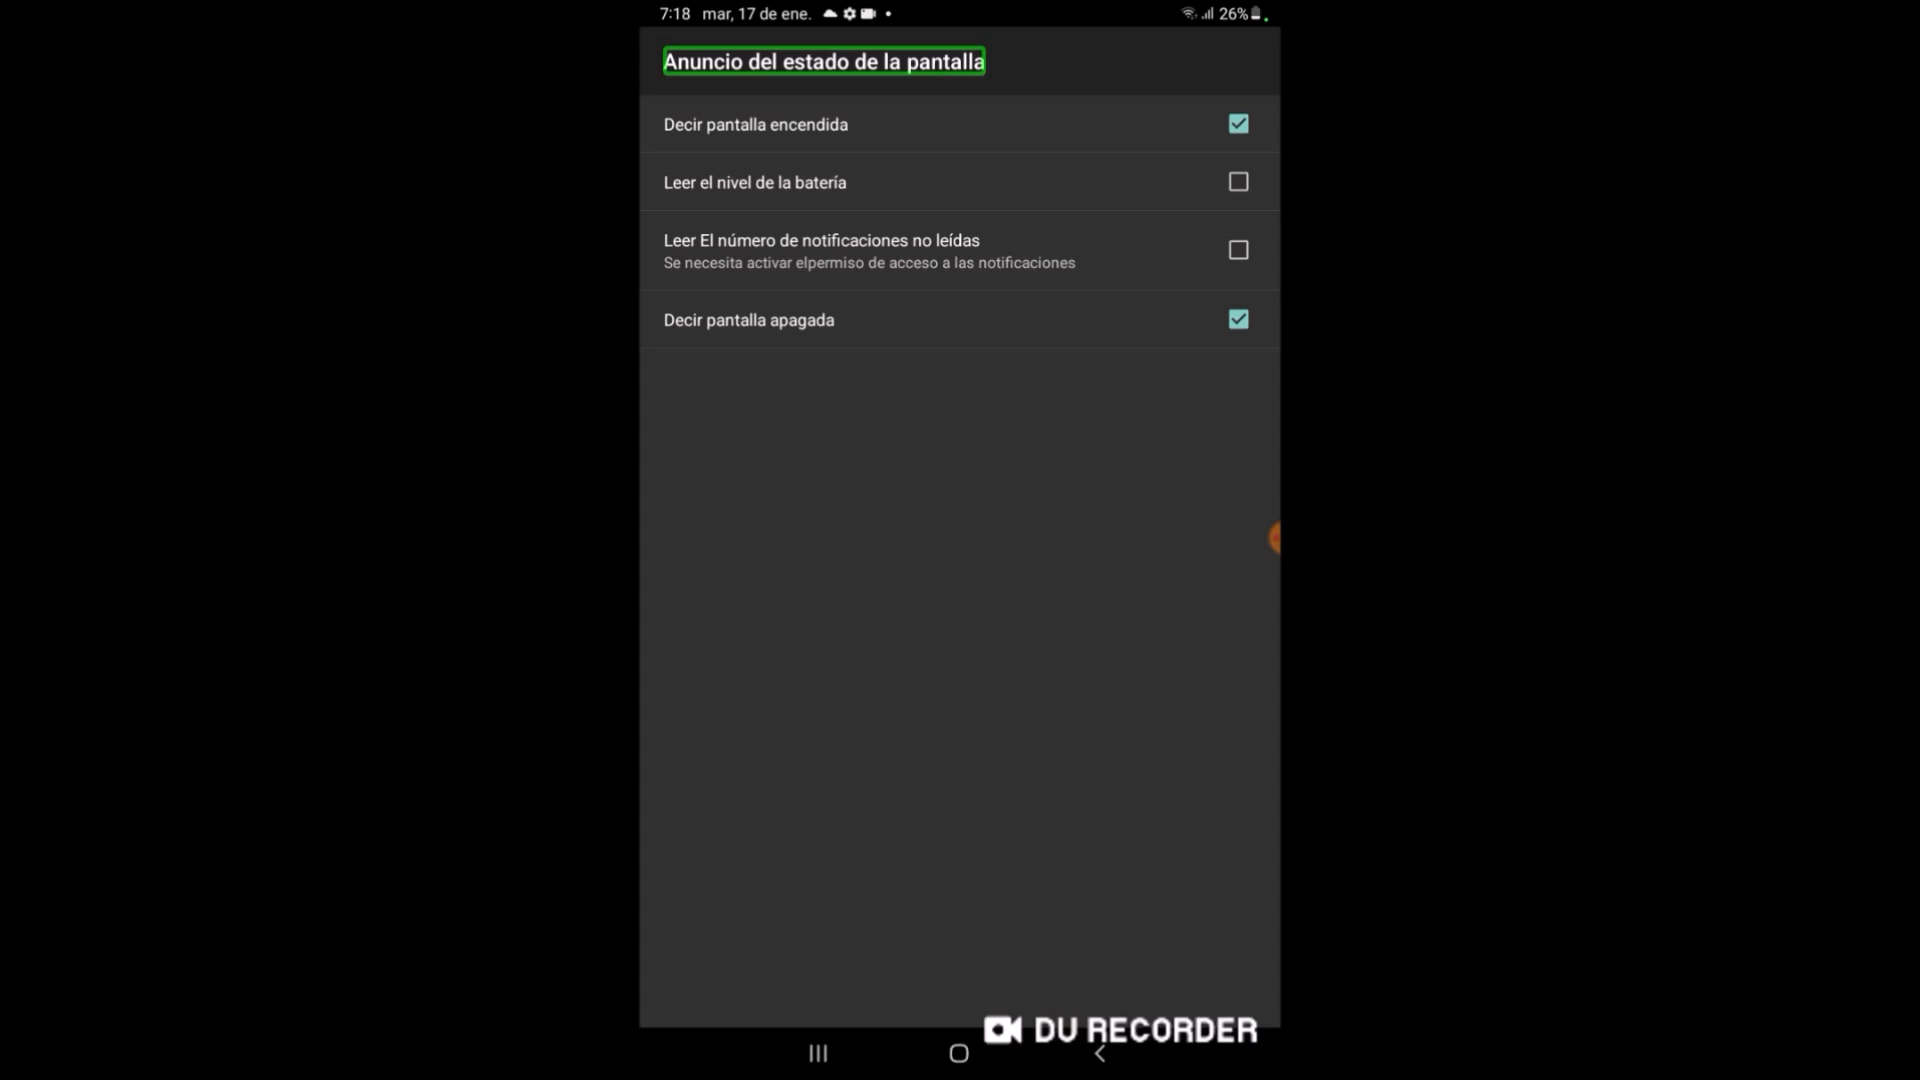 7:18 mar, 17 de ene. 26%
Anuncio del estado de la pantalla
Decir pantalla encendida
Leer el nivel de la batería
Leer El número de notificaciones no leídas
Se necesita activar elpermiso de acceso a las notificaciones
Decir pantalla apagada
DU RECORDER